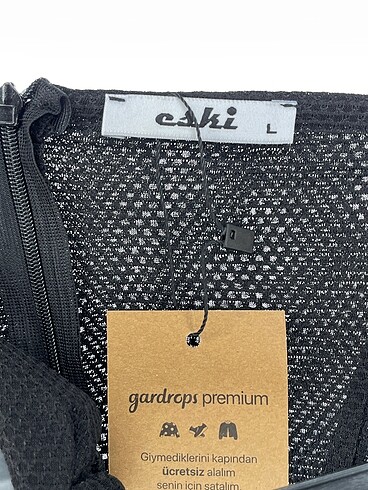 eski
L
gardrops premium
Giymediklerini kapından
ücretsiz alalım
senin için satalım.